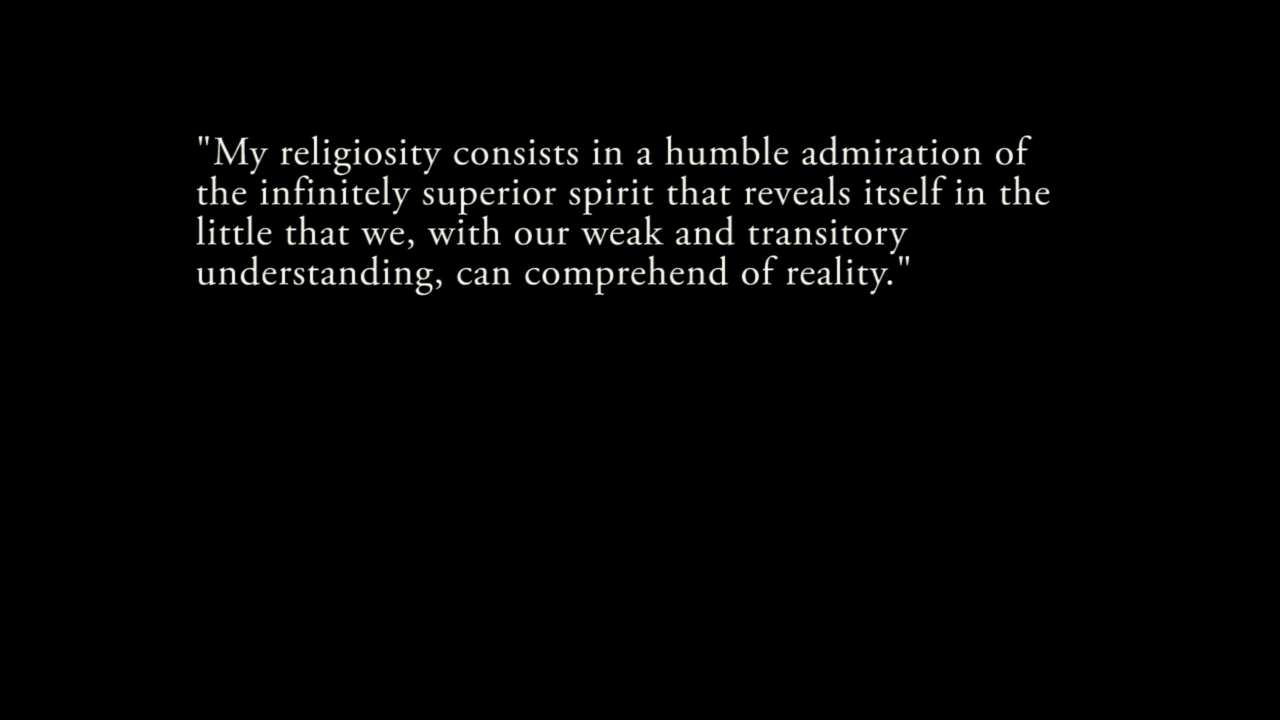 "My religiosity consists in a humble admiration of
the infinitely superior spirit that reveals itself in the
little that we, with our weak and transitory
understanding, can comprehend of reality."